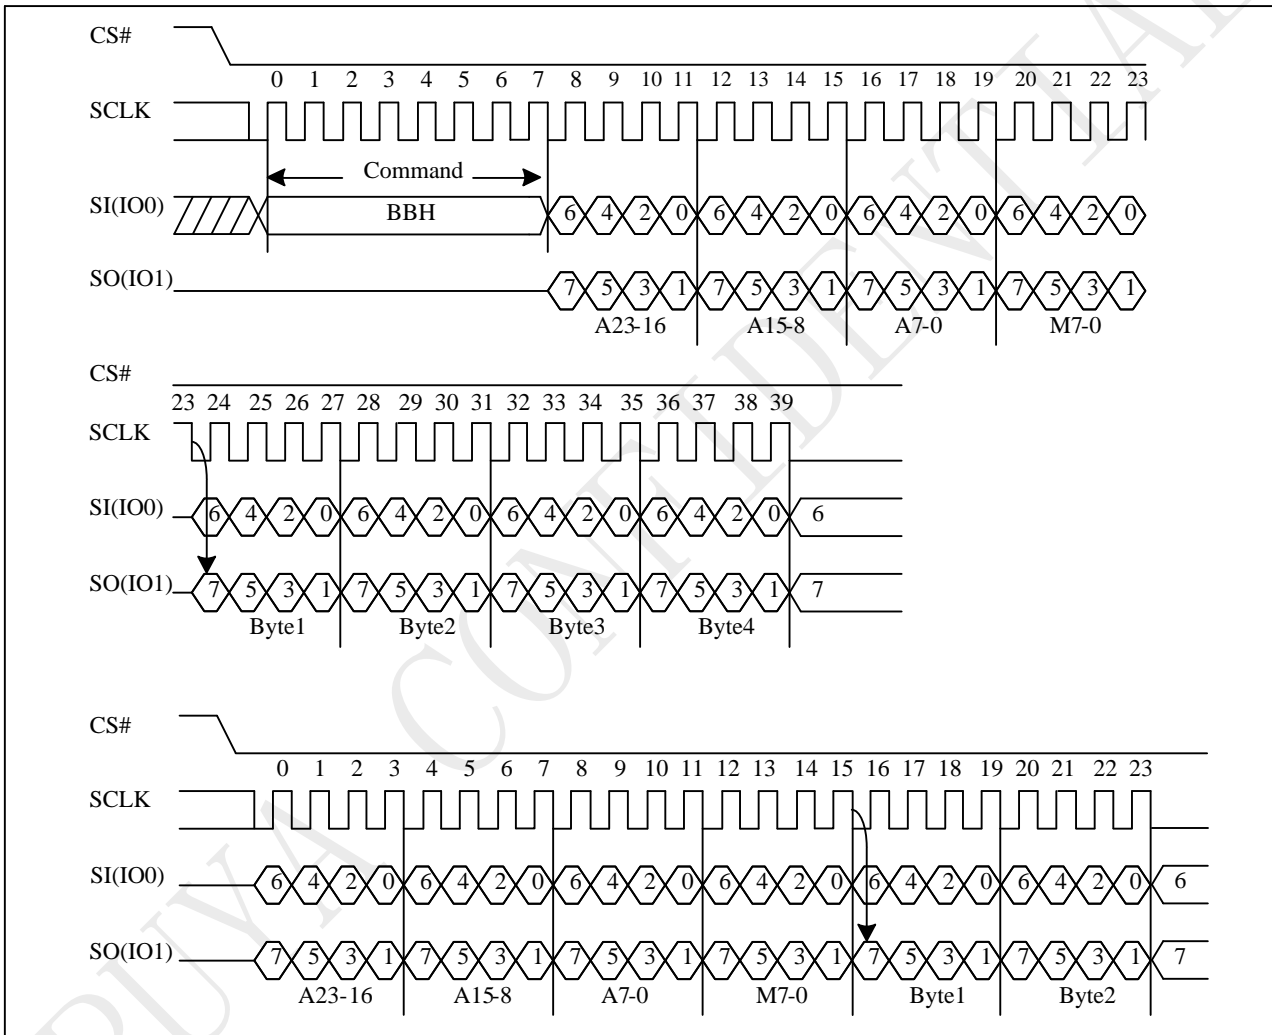 CS#
0 1 2 3 4 5 6 7 8 9 10 11 12 13 14 15 16 17 18 19 20 21 22 23
SCLK
Command
SI(IO0) BBH 6 4 2 0 6 4 2 0 6 4 2 0 6 4 2 0
SO(IO1) 7 5 3 1 7 5 3 1 7 5 3 1 7 5 3 1
A23-16 A15-8 A7-0 M7-0
CS#
23 24 25 26 27 28 29 30 31 32 33 34 35 36 37 38 39
SCLK
SI(IO0) 6 4 2 0 6 4 2 0 6 4 2 0 6 4 2 0 6
SO(IO1) 7 5 3 1 7 5 3 1 7 5 3 1 7 5 3 1 7
Byte1 Byte2 Byte3 Byte4
CS#
0 1 2 3 4 5 6 7 8 9 10 11 12 13 14 15 16 17 18 19 20 21 22 23
SCLK
SI(IO0) 6 4 2 0 6 4 2 0 6 4 2 0 6 4 2 0 6 4 2 0 6 4 2 0 6
SO(IO1) 7 5 3 1 7 5 3 1 7 5 3 1 7 5 3 1 7 5 3 1 7 5 3 1 7
A23-16 A15-8 A7-0 M7-0 Byte1 Byte2
PUYA CONFIDENTIAL